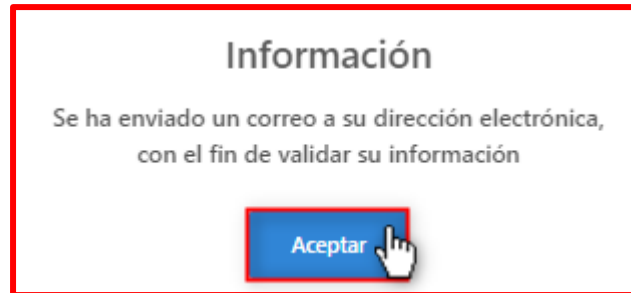 Información
Se ha enviado un correo a su dirección electrónica,
con el fin de validar su información
Aceptar